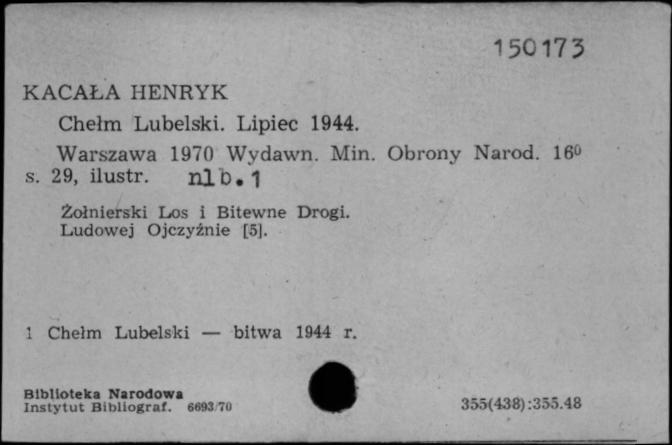 150173
KACAŁA HENRYK
Chełm Lubelski. Lipiec 1944.
Warszawa 1970 Wydawn. Min. Obrony Narod. 16⁰
s. 29, ilustr. nlb.1
Żołnierski Los i Bitewne Drogi.
Ludowej Ojczyźnie [5].
1 Chełm Lubelski — bitwa 1944 r.
Biblioteka Narodowa
Instytut Bibliograf. 6693/70
355(438):355.48